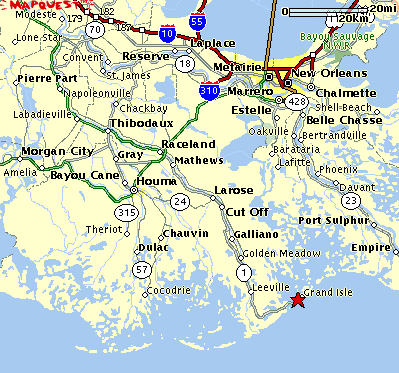 MAPQUEST
Modeste
179
182
187
Lone Star
70
10
55
0
20mi
20km
Laplace
Reserve
18
Bayou Sauvage
N.W.R.
Convent
St. James
Metairie
New Orleans
Pierre Part
Napoleonville
310
Marrero
Chalmette
Estelle
428
Shell-Beach
Chackbay
Labadieville
Thibodaux
Belle Chasse
Oakville
Bertrandville
Raceland
Barataria
Morgan City
Gray
Mathews
Lafitte
Amelia
Bayou Cane
Phoenix
Houma
Davant
Larose
24
23
315
Cut Off
Port Sulphur
Theriot
Chauvin
Galliano
Dulac
Empire
Golden Meadow
57
1
Cocodrie
Leeville
Grand Isle